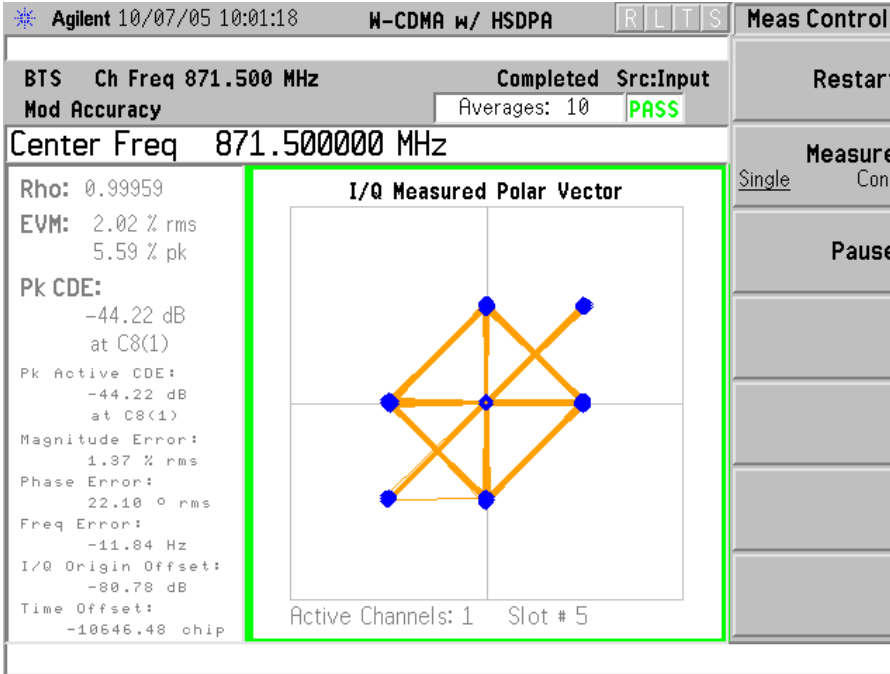 Agilent 10/07/05 10:01:18 W-CDMA w/ HSDPA R L T S Meas Control
BTS Ch Freq 871.500 MHz Completed Src:Input
Mod Accuracy Averages: 10 PASS
Center Freq 871.500000 MHz
Rho: 0.99959
EVM: 2.02 % rms
5.59 % pk
Pk CDE:
-44.22 dB
at C8(1)
Pk Active CDE:
-44.22 dB
at C8(1)
Magnitude Error:
1.37 % rms
Phase Error:
22.10 º rms
Freq Error:
-11.84 Hz
I/Q Origin Offset:
-80.78 dB
Time Offset:
-10646.48 chip
I/Q Measured Polar Vector
Active Channels: 1 Slot # 5
Restart
Measure
Single Con
Pause